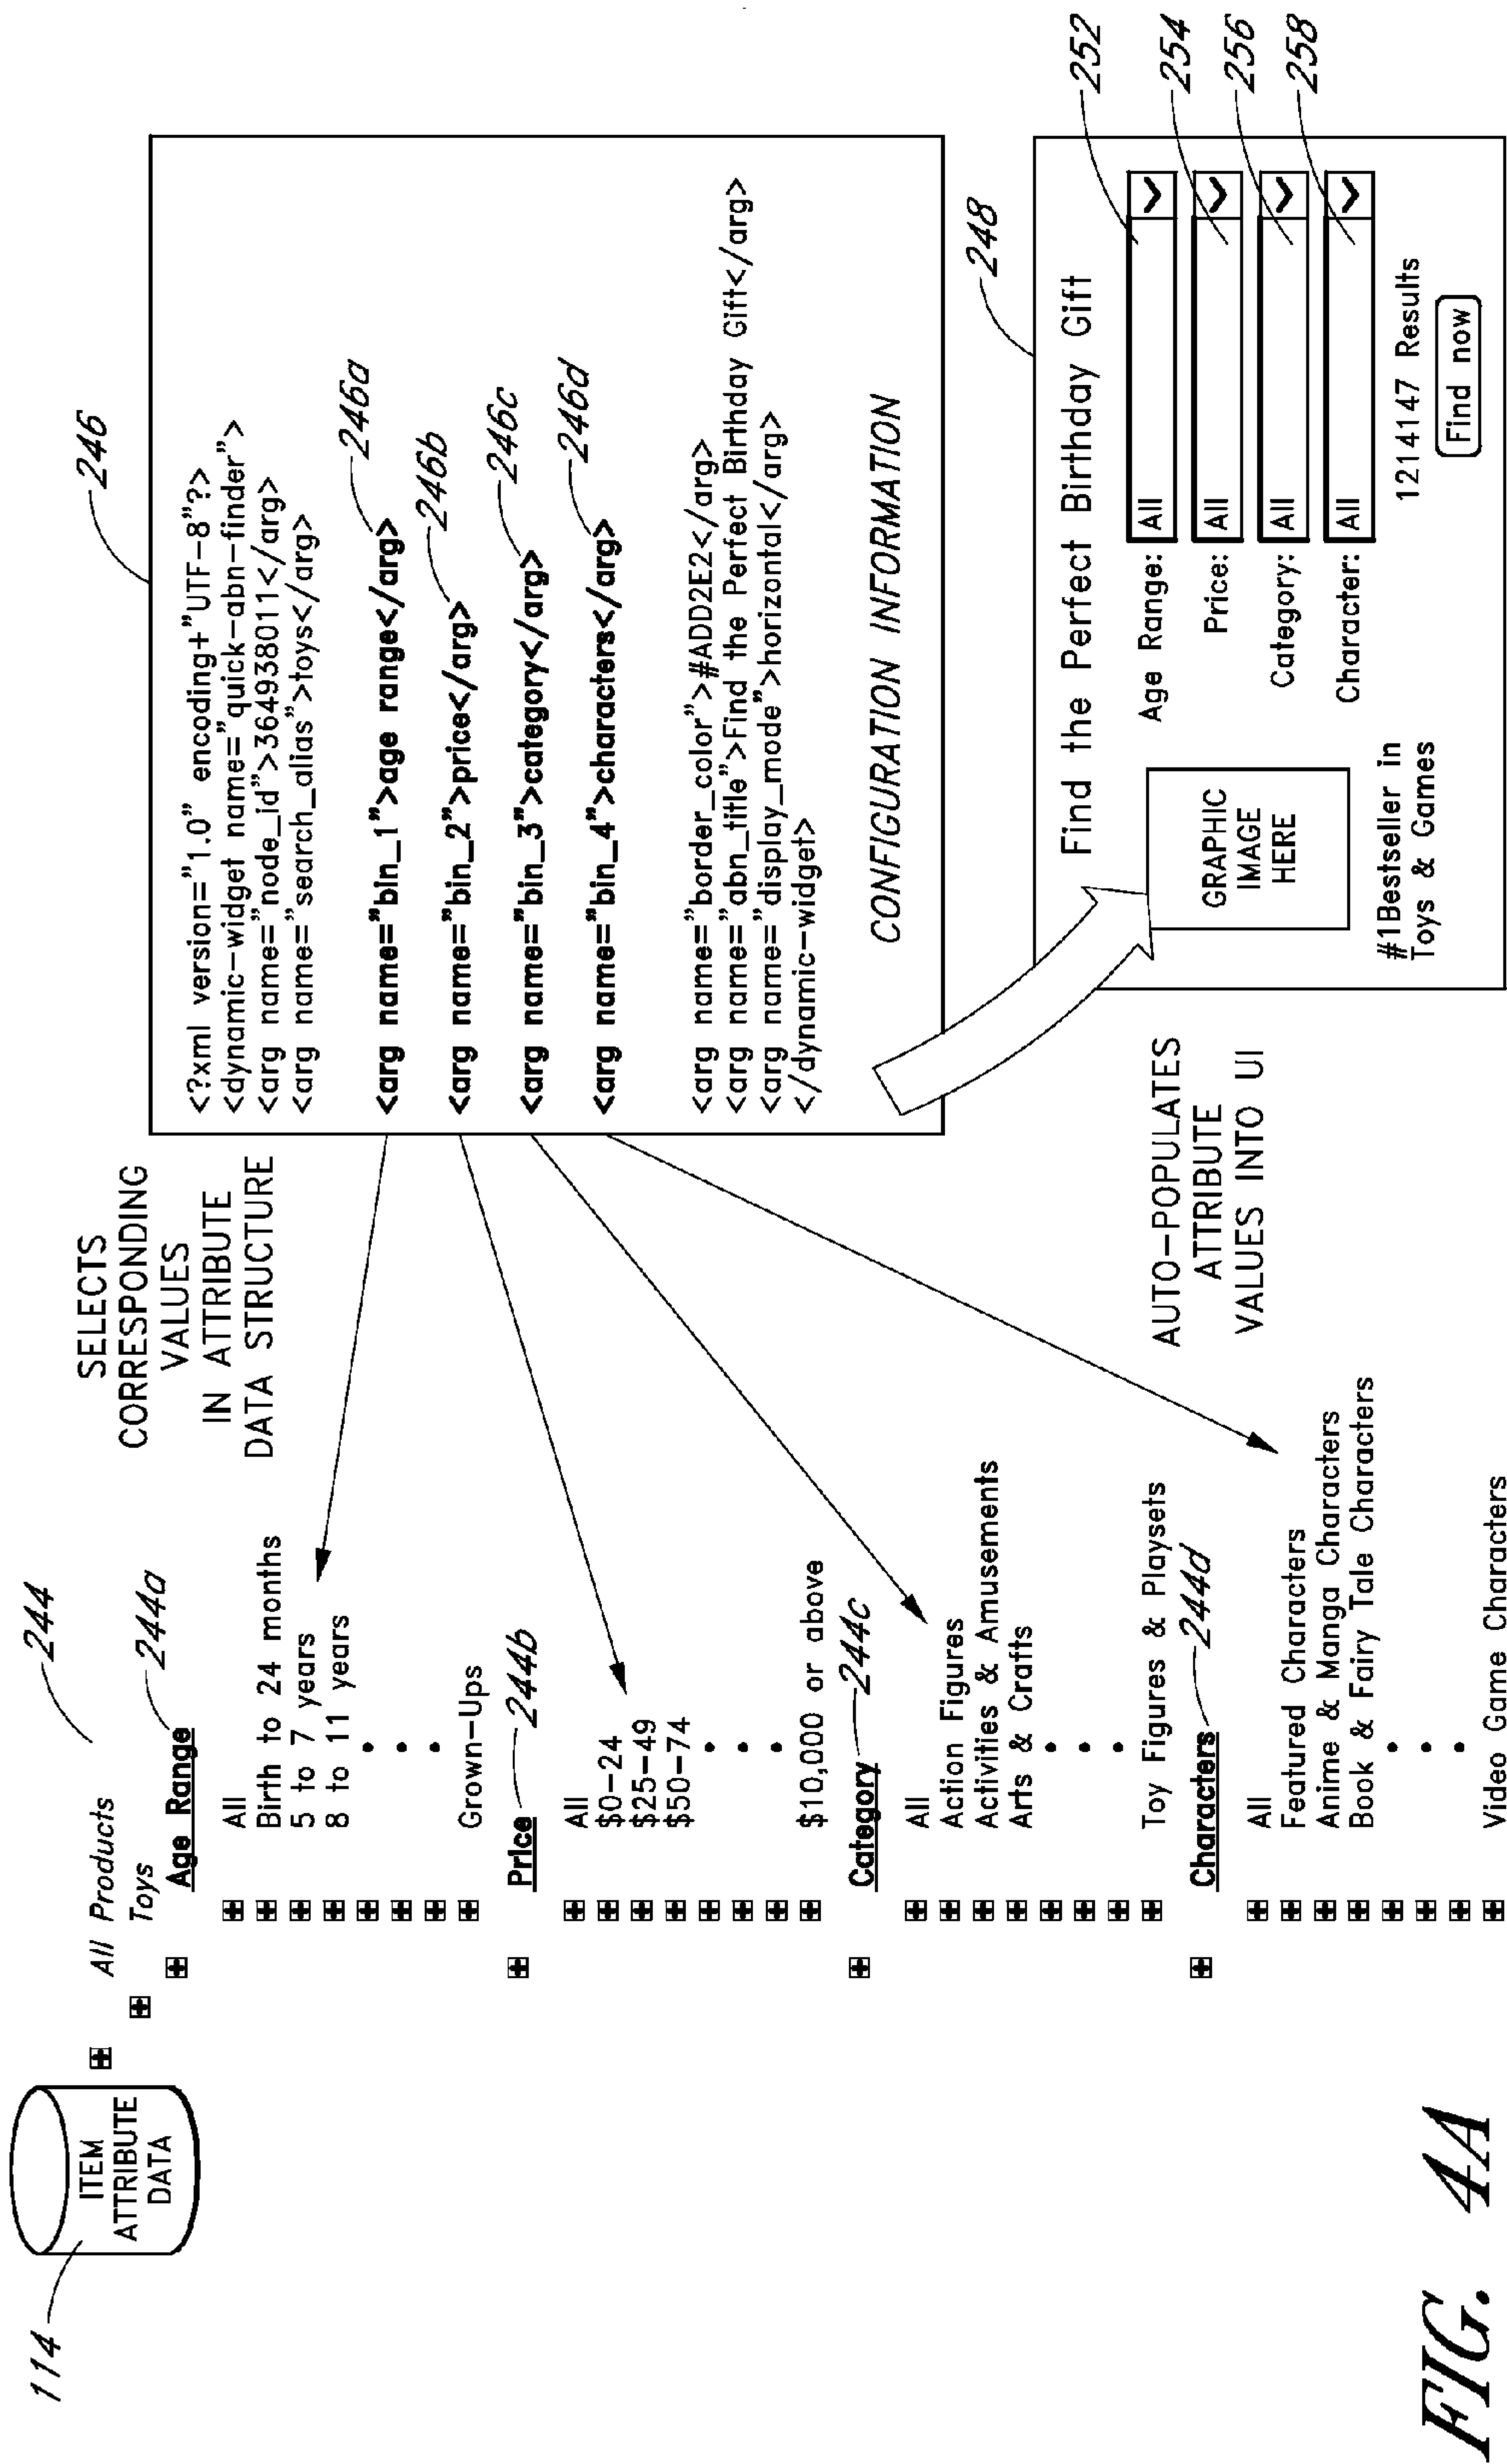 114
ITEM
ATTRIBUTE
DATA
244
All Products
Toys
Age Range
244a
All
Birth to 24 months
5 to 7 years
8 to 11 years
Grown-Ups
Price
244b
All
$0-24
$25-49
$50-74
$10,000 or above
Category
244c
All
Action Figures
Activities & Amusements
Arts & Crafts
Toy Figures & Playsets
Characters
244d
All
Featured Characters
Anime & Manga Characters
Book & Fairy Tale Characters
Video Game Characters
SELECTS
CORRESPONDING
VALUES
IN ATTRIBUTE
DATA STRUCTURE
246
<?xml version="1.0" encoding+"UTF-8"?>
<dynamic-widget name="quick-abn-finder">
<arg name="node_id">364938011</arg>
<arg name="search_alias">toys</arg>
<arg name="bin_1">age range</arg>
246a
<arg name="bin_2">price</arg>
246b
<arg name="bin_3">category</arg>
246c
<arg name="bin_4">characters</arg>
246d
<arg name="border_color">#ADD2E2</arg>
<arg name="abn_title">Find the Perfect Birthday Gift</arg>
<arg name="display_mode">horizontal</arg>
</dynamic-widget>
CONFIGURATION INFORMATION
AUTO-POPULATES
ATTRIBUTE
VALUES INTO UI
248
Find the Perfect Birthday Gift
GRAPHIC
IMAGE
HERE
#1Bestseller in
Toys & Games
Age Range: All
252
Price: All
254
Category: All
256
Character: All
258
1214147 Results
Find now
FIG. 4A